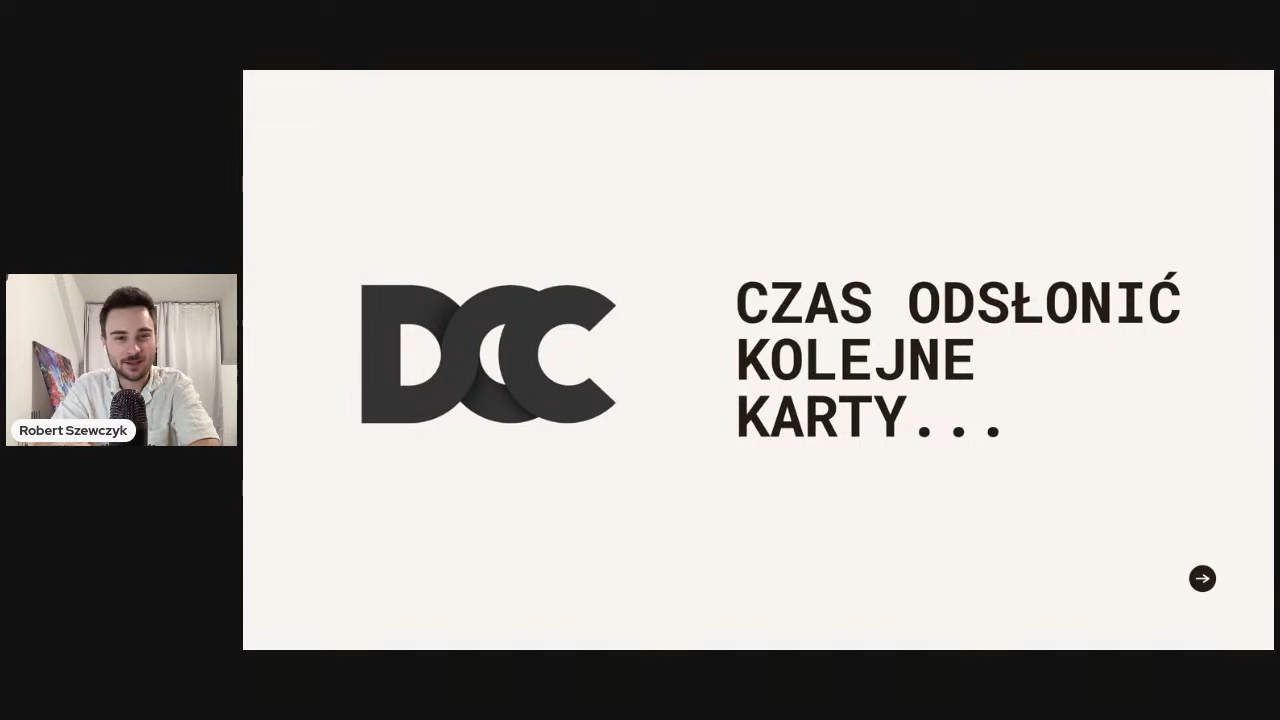 Robert Szewczyk
DCC
CZAS ODSŁONIĆ
KOLEJNE
KARTY...